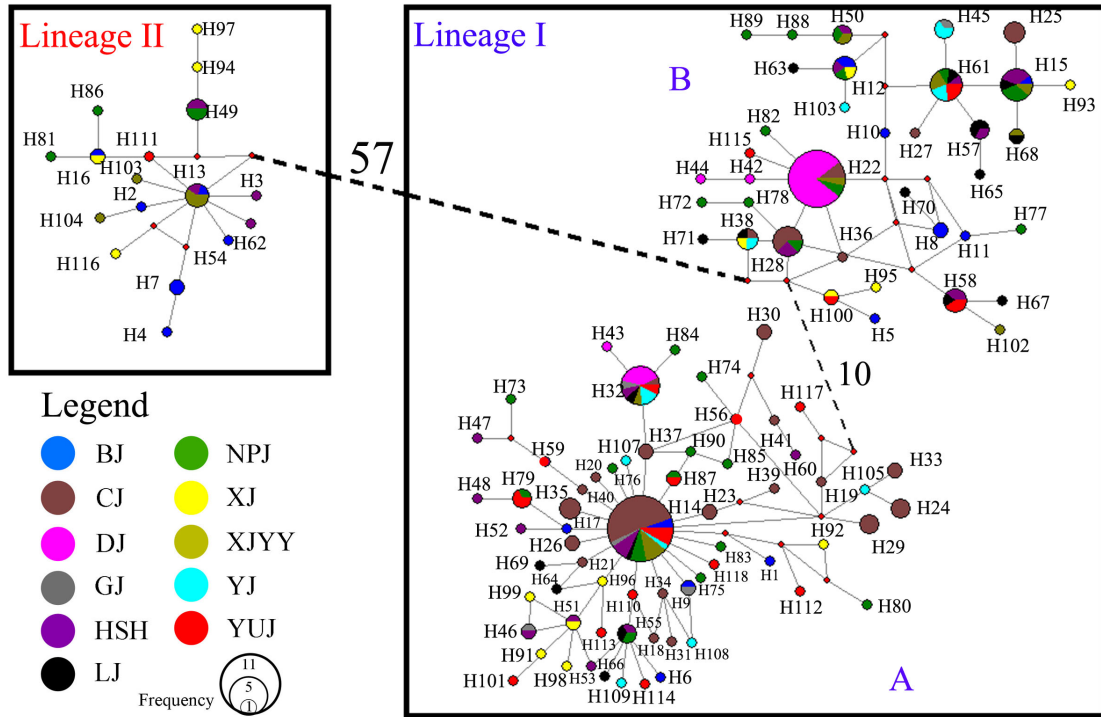 Lineage II
H97
H94
H86
H49
H81
H111
H16
H103
H13
H3
H2
H104
H62
H54
H116
H7
H4
57
Lineage I
B
H89
H88
H50
H45
H25
H63
H12
H61
H15
H93
H103
H82
H10
H27
H57
H68
H115
H44
H42
H22
H65
H72
H78
H70
H77
H38
H36
H8
H11
H71
H28
H95
H58
H67
H100
H5
H102
H30
10
H43
H84
H74
H117
H32
H73
H56
H47
H37
H90
H41
H59
H107
H85
H60
H105
H33
H20
H76
H87
H39
H48
H79
H35
H40
H23
H19
H24
H14
H17
H92
H29
H52
H26
H83
H69
H21
H118
H1
H64
H96
H34
H75
H99
H110
H9
H112
H80
H51
H55
H46
H113
H18
H31
H108
H91
H66
H6
H101
H98
H53
H109
H114
A
Legend
BJ
NPJ
CJ
XJ
DJ
XJYY
GJ
YJ
HSH
YUJ
LJ
Frequency
11
5
1